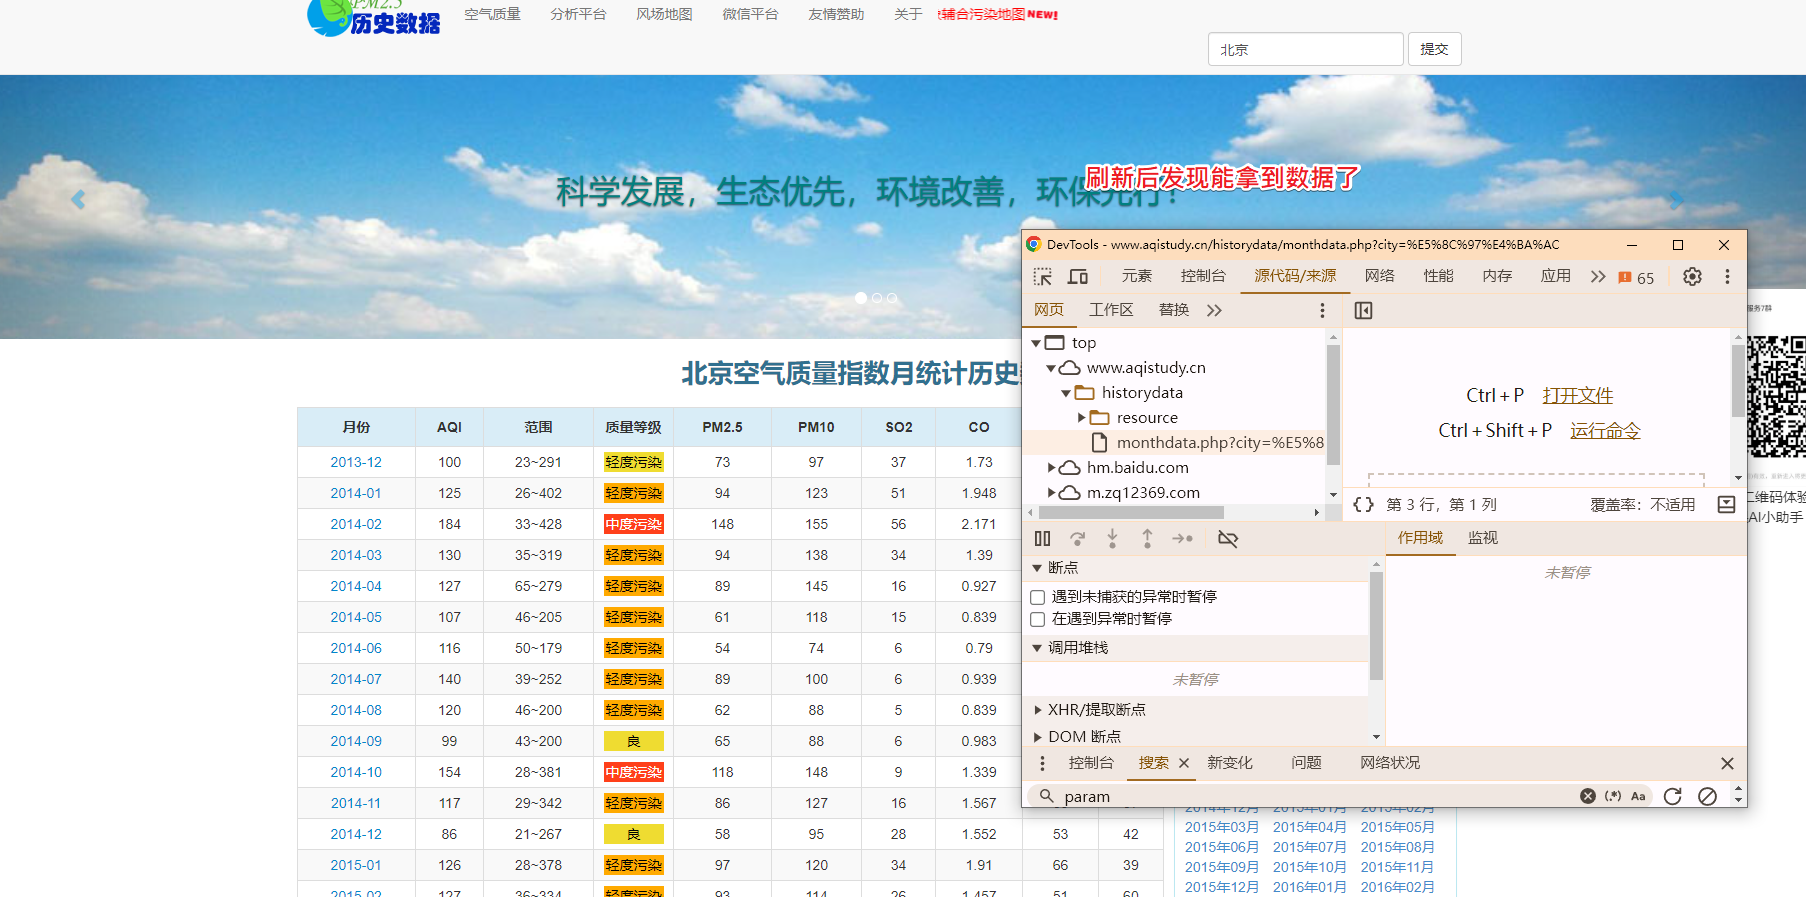 PM2.5
历史数据
空气质量 分析平台 风场地图 微信平台 友情赞助 关于 辅台污染地图NEW!
北京 提交
科学发展，生态优先，环境改善，环保先行!
刷新后发现能拿到数据了
DevTools - www.aqistudy.cn/historydata/monthdata.php?city=%E5%8C%97%E4%BA%AC
元素 控制台 源代码/来源 网络 性能 内存 应用 65
网页 工作区 替换
top
www.aqistudy.cn
historydata
resource
monthdata.php?city=%E5%8
hm.baidu.com
m.zq12369.com
Ctrl + P 打开文件
Ctrl + Shift + P 运行命令
{} 第 3 行，第 1 列 覆盖率：不适用
作用域 监视
未暂停
断点
遇到未捕获的异常时暂停
在遇到异常时暂停
调用堆栈
未暂停
XHR/提取断点
DOM 断点
控制台 搜索 新变化 问题 网络状况
param (.*) Aa
服务7群
二维码体验
AI小助手
北京空气质量指数月统计历史
月份 AQI 范围 质量等级 PM2.5 PM10 SO2 CO
2013-12 100 23~291 轻度污染 73 97 37 1.73
2014-01 125 26~402 轻度污染 94 123 51 1.948
2014-02 184 33~428 中度污染 148 155 56 2.171
2014-03 130 35~319 轻度污染 94 138 34 1.39
2014-04 127 65~279 轻度污染 89 145 16 0.927
2014-05 107 46~205 轻度污染 61 118 15 0.839
2014-06 116 50~179 轻度污染 54 74 6 0.79
2014-07 140 39~252 轻度污染 89 100 6 0.939
2014-08 120 46~200 轻度污染 62 88 5 0.839
2014-09 99 43~200 良 65 88 6 0.983
2014-10 154 28~381 中度污染 118 148 9 1.339
2014-11 117 29~342 轻度污染 86 127 16 1.567
2014-12 86 21~267 良 58 95 28 1.552 53 42
2015-01 126 28~378 轻度污染 97 120 34 1.91 66 39
2015-02 127 36~334 轻度污染 93 114 26 1.457 51 60
2014年12月 2015年01月 2015年02月
2015年03月 2015年04月 2015年05月
2015年06月 2015年07月 2015年08月
2015年09月 2015年10月 2015年11月
2015年12月 2016年01月 2016年02月